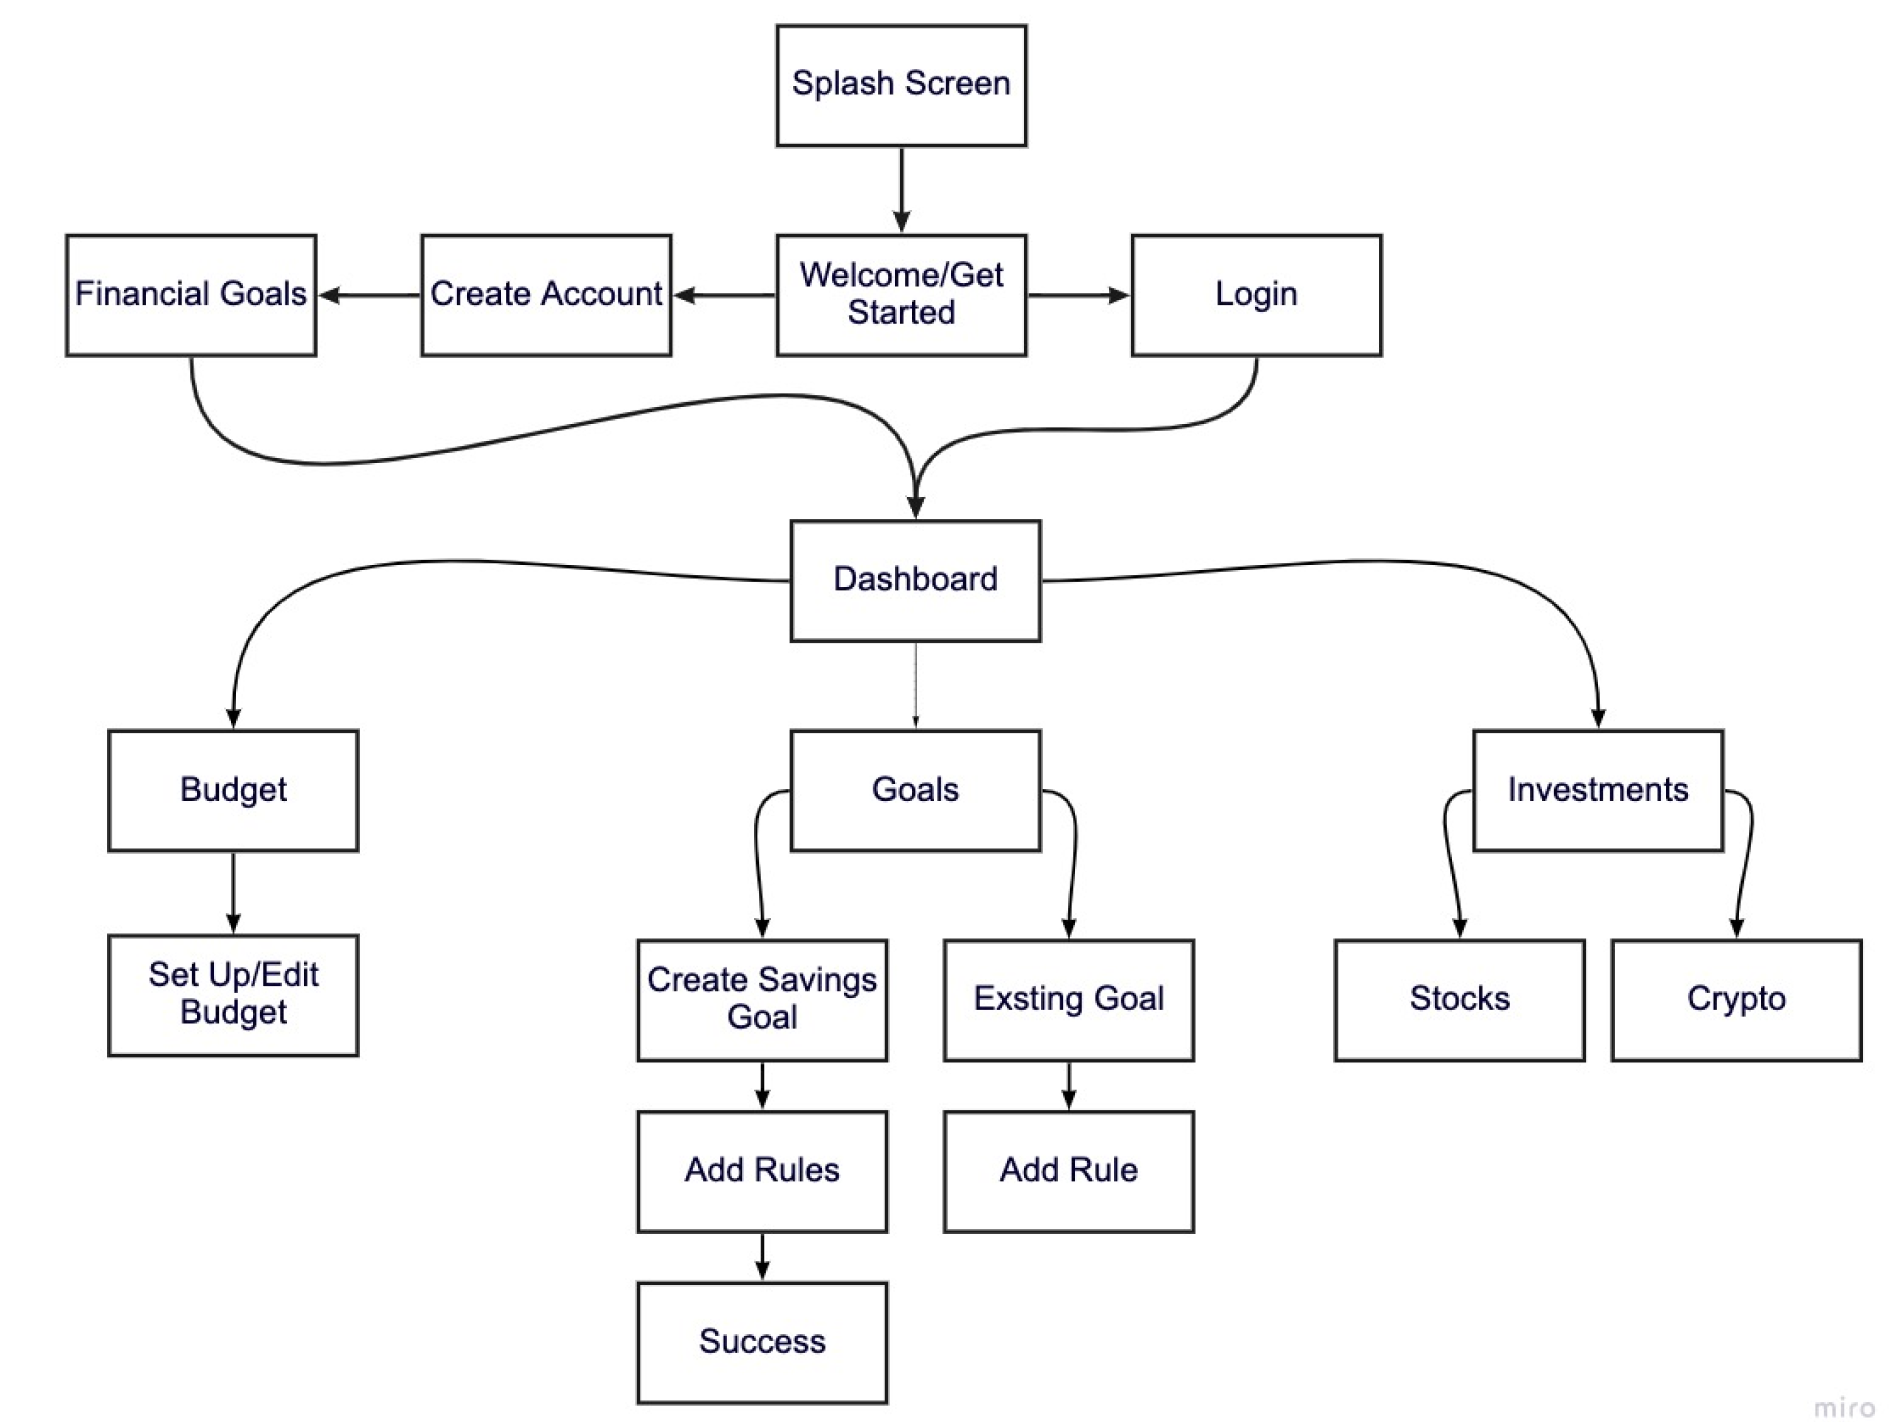 Splash Screen
Financial Goals
Create Account
Welcome/Get
Started
Login
Dashboard
Budget
Goals
Investments
Set Up/Edit
Budget
Create Savings
Goal
Exsting Goal
Stocks
Crypto
Add Rules
Add Rule
Success
miro